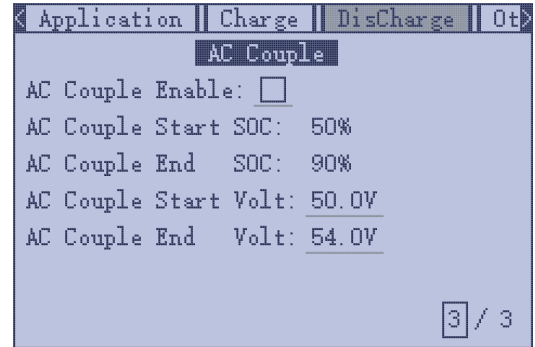 < Application Charge DisCharge Ot>
AC Couple
AC Couple Enable:
AC Couple Start SOC: 50%
AC Couple End SOC: 90%
AC Couple Start Volt: 50.0V
AC Couple End Volt: 54.0V
3 / 3